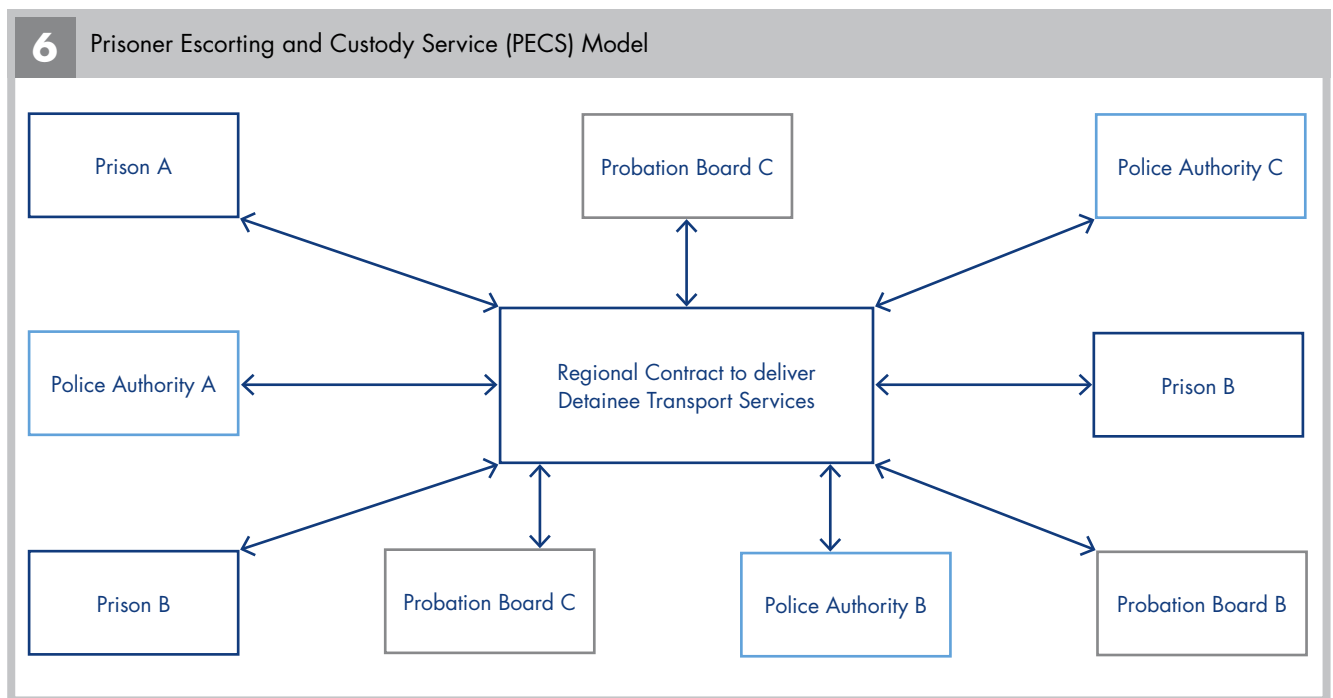 6
Prisoner Escorting and Custody Service (PECS) Model
Prison A
Probation Board C
Police Authority C
Police Authority A
Regional Contract to deliver
Detainee Transport Services
Prison B
Prison B
Probation Board C
Police Authority B
Probation Board B